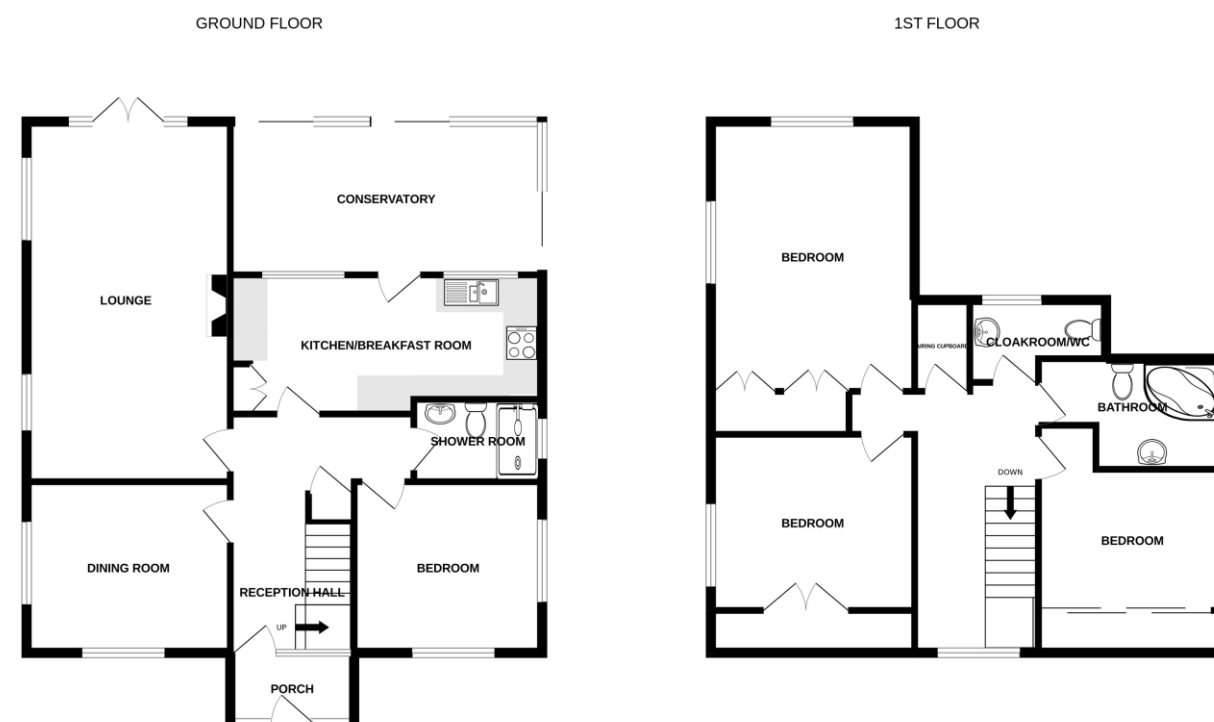 GROUND FLOOR
1ST FLOOR
CONSERVATORY
LOUNGE
KITCHEN/BREAKFAST ROOM
SHOWER ROOM
DINING ROOM
BEDROOM
RECEPTION HALL
UP
PORCH
BEDROOM
AIRING CUPBOARD
CLOAKROOM/WC
BATHROOM
DOWN
BEDROOM
BEDROOM